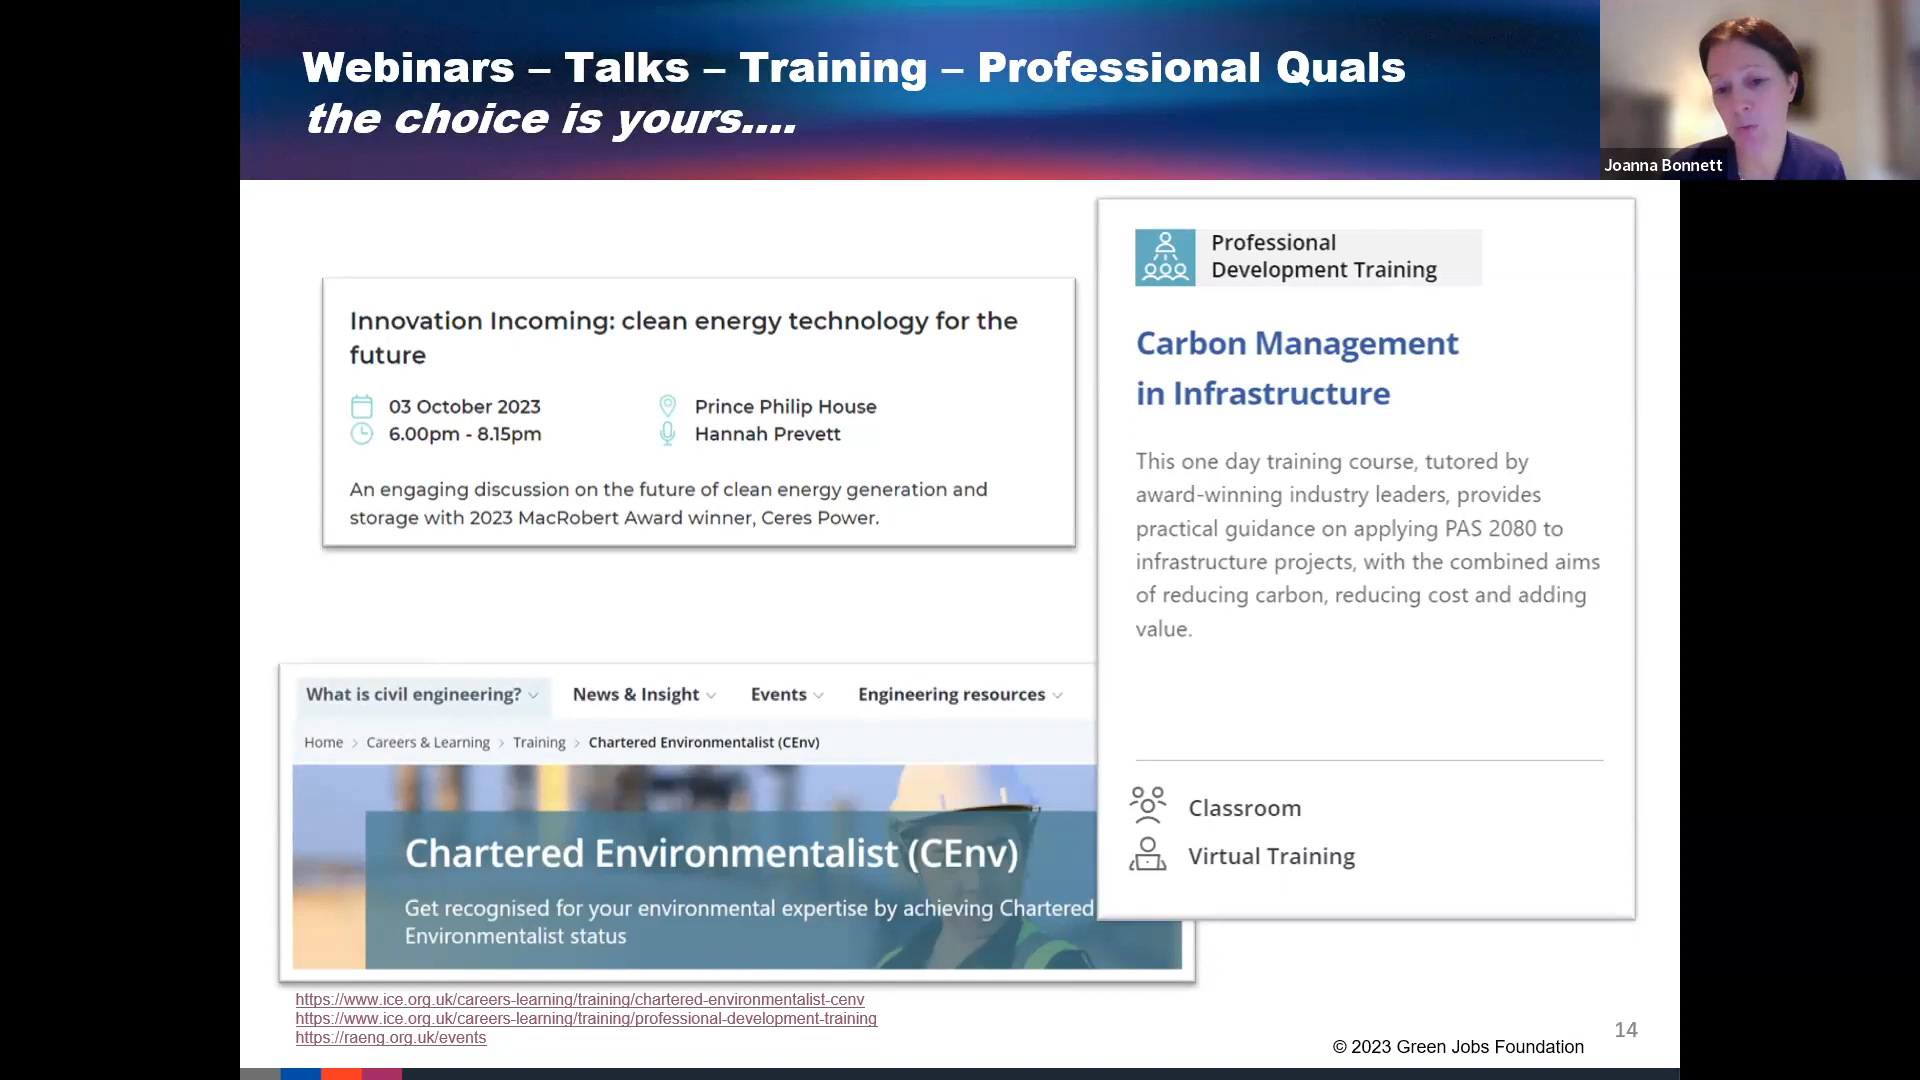 Webinars – Talks – Training – Professional Quals
the choice is yours....
Joanna Bonnett
Innovation Incoming: clean energy technology for the
future
03 October 2023
6.00pm - 8.15pm
Prince Philip House
Hannah Prevett
An engaging discussion on the future of clean energy generation and
storage with 2023 MacRobert Award winner, Ceres Power.
Professional
Development Training
Carbon Management
in Infrastructure
This one day training course, tutored by
award-winning industry leaders, provides
practical guidance on applying PAS 2080 to
infrastructure projects, with the combined aims
of reducing carbon, reducing cost and adding
value.
Classroom
Virtual Training
What is civil engineering? News & Insight Events Engineering resources
Home > Careers & Learning > Training > Chartered Environmentalist (CEnv)
Chartered Environmentalist (CEnv)
Get recognised for your environmental expertise by achieving Chartered
Environmentalist status
https://www.ice.org.uk/careers-learning/training/chartered-environmentalist-cenv
https://www.ice.org.uk/careers-learning/training/professional-development-training
https://raeng.org.uk/events
© 2023 Green Jobs Foundation
14